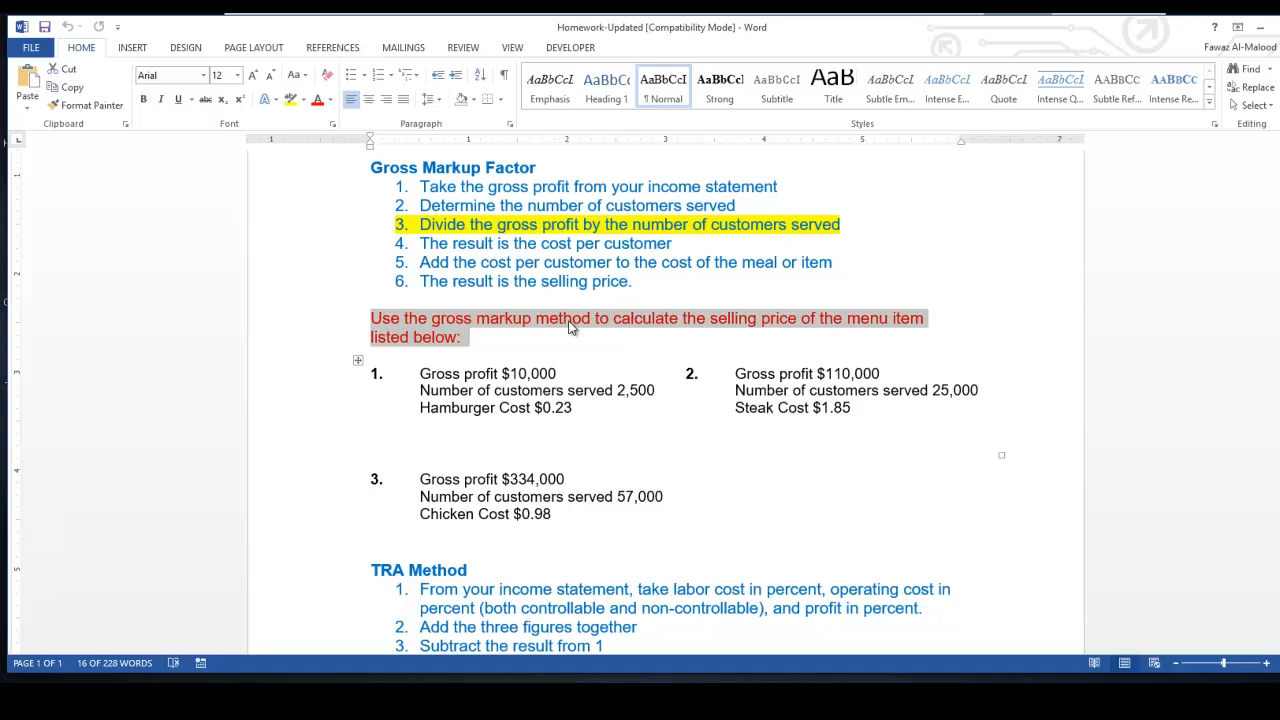 Homework-Updated [Compatibility Mode] - Word
FILE HOME INSERT DESIGN PAGE LAYOUT REFERENCES MAILINGS REVIEW VIEW DEVELOPER
Fawaz Al-Malood
Paste
Cut
Copy
Format Painter
Clipboard
Arial 12
Font
Paragraph
AaBbCcI AaBbCc AaBbCcI AaBbCcI AaBbCcI AaB AaBbCcI AaBbCcI AaBbCcI AaBbCcI AaBbCc AaBbCc
Emphasis Heading 1 ¶ Normal Strong Subtitle Title Subtle Em... Intense E... Quote Intense Q... Subtle Ref... Intense Re...
Styles
Find
Replace
Select
Editing
1 1 2 3 4 5 7
Gross Markup Factor
1. Take the gross profit from your income statement
2. Determine the number of customers served
3. Divide the gross profit by the number of customers served
4. The result is the cost per customer
5. Add the cost per customer to the cost of the meal or item
6. The result is the selling price.
Use the gross markup method to calculate the selling price of the menu item
listed below:
1. Gross profit $10,000
Number of customers served 2,500
Hamburger Cost $0.23
2. Gross profit $110,000
Number of customers served 25,000
Steak Cost $1.85
3. Gross profit $334,000
Number of customers served 57,000
Chicken Cost $0.98
TRA Method
1. From your income statement, take labor cost in percent, operating cost in
percent (both controllable and non-controllable), and profit in percent.
2. Add the three figures together
3. Subtract the result from 1
PAGE 1 OF 1 16 OF 228 WORDS